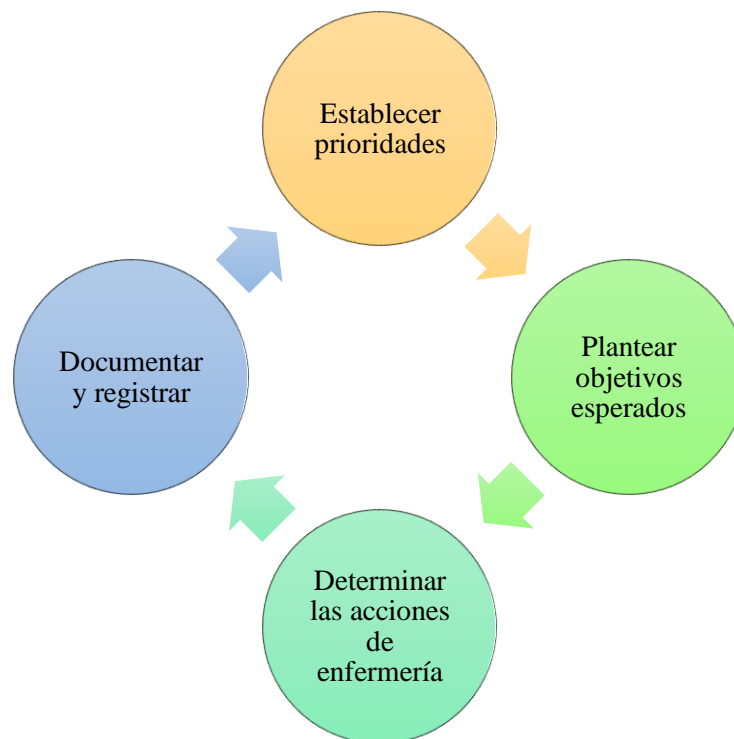 Establecer
prioridades
Plantear
objetivos
esperados
Determinar
las acciones
de
enfermería
Documentar
y registrar